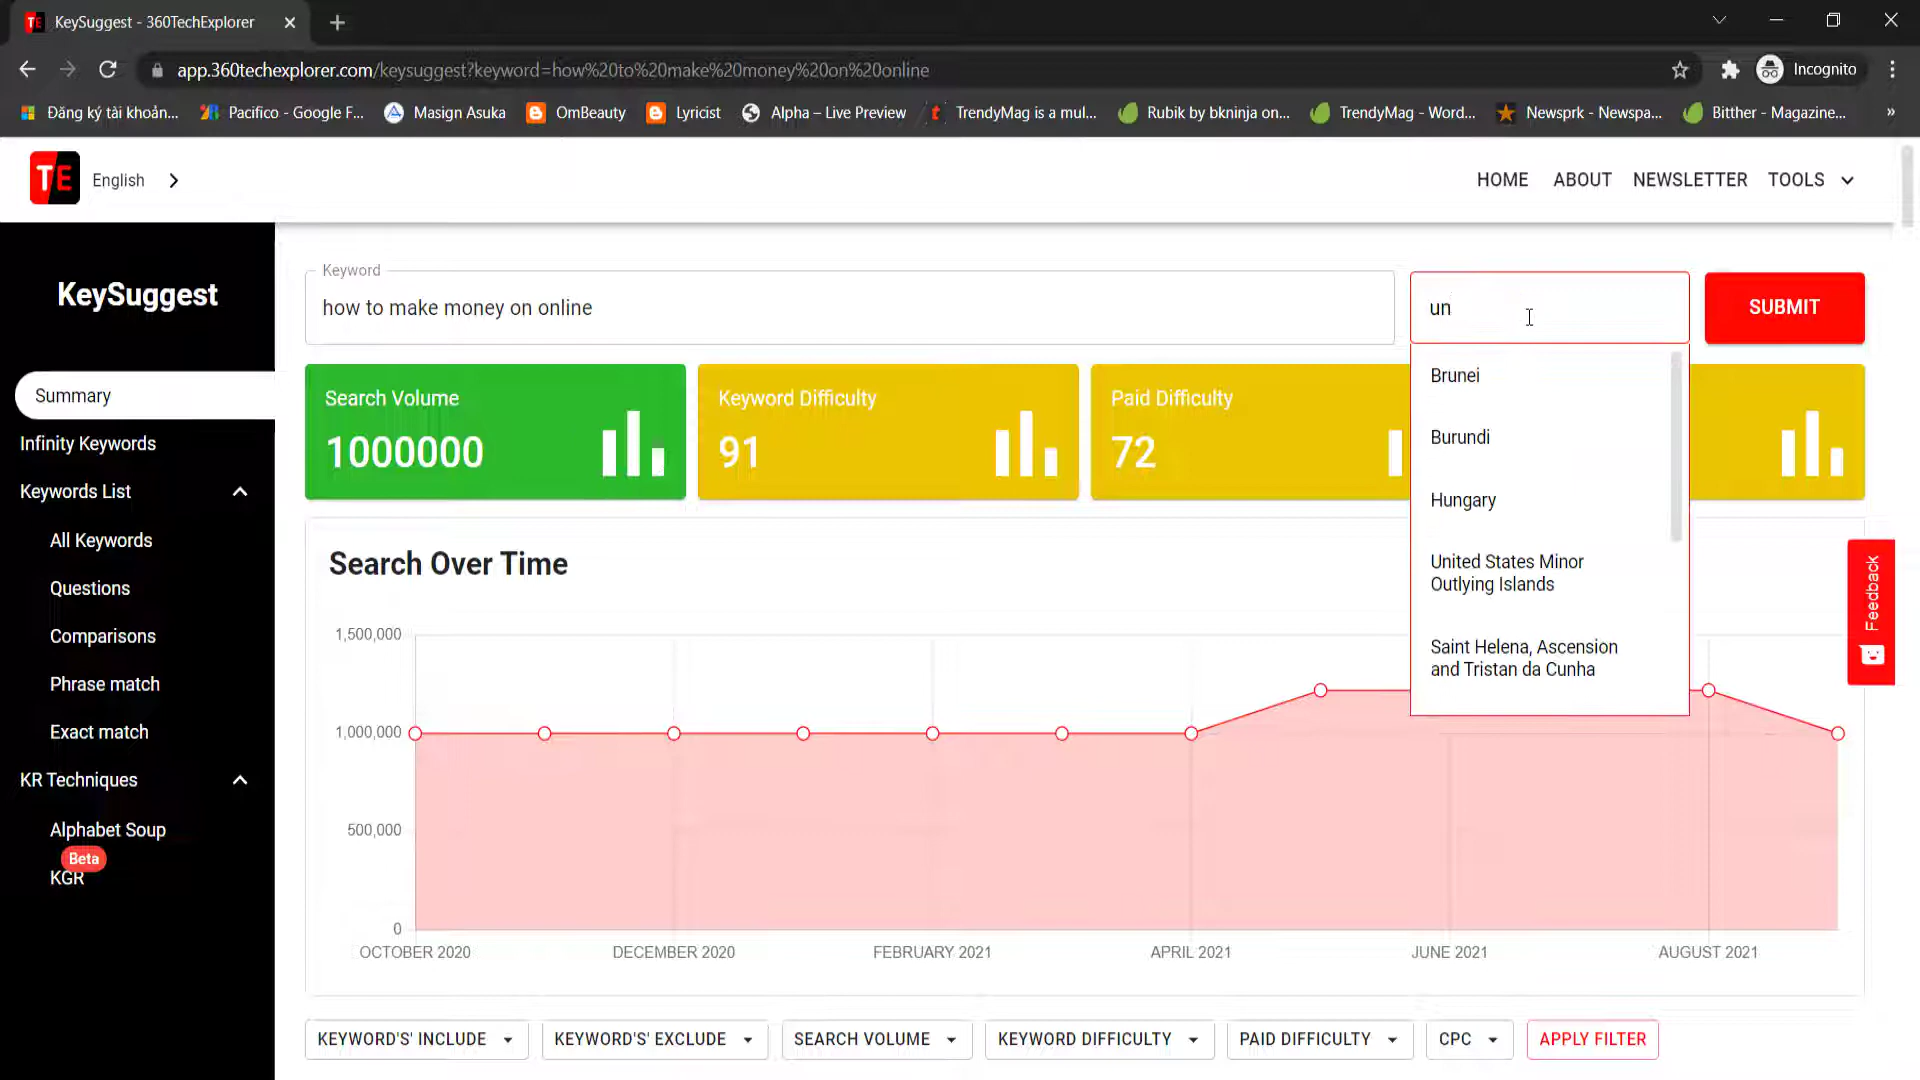 KeySuggest - 360TechExplorer
app.360techexplorer.com/keysuggest?keyword=how%20to%20make%20money%20on%20online
Incognito
Đăng ký tài khoản...
Pacifico - Google F...
Masign Asuka
OmBeauty
Lyricist
Alpha – Live Preview
TrendyMag is a mul...
Rubik by bkninja on...
TrendyMag - Word...
Newsprk - Newspa...
Bitther - Magazine...
»
TE
English
HOME
ABOUT
NEWSLETTER
TOOLS
KeySuggest
Summary
Infinity Keywords
Keywords List
All Keywords
Questions
Comparisons
Phrase match
Exact match
KR Techniques
Alphabet Soup
Beta
KGR
Keyword
how to make money on online
un
SUBMIT
Brunei
Burundi
Hungary
United States Minor
Outlying Islands
Saint Helena, Ascension
and Tristan da Cunha
Search Volume
1000000
Keyword Difficulty
91
Paid Difficulty
72
Search Over Time
1,500,000
1,000,000
500,000
0
OCTOBER 2020
DECEMBER 2020
FEBRUARY 2021
APRIL 2021
JUNE 2021
AUGUST 2021
Feedback
KEYWORD'S' INCLUDE
KEYWORD'S' EXCLUDE
SEARCH VOLUME
KEYWORD DIFFICULTY
PAID DIFFICULTY
CPC
APPLY FILTER